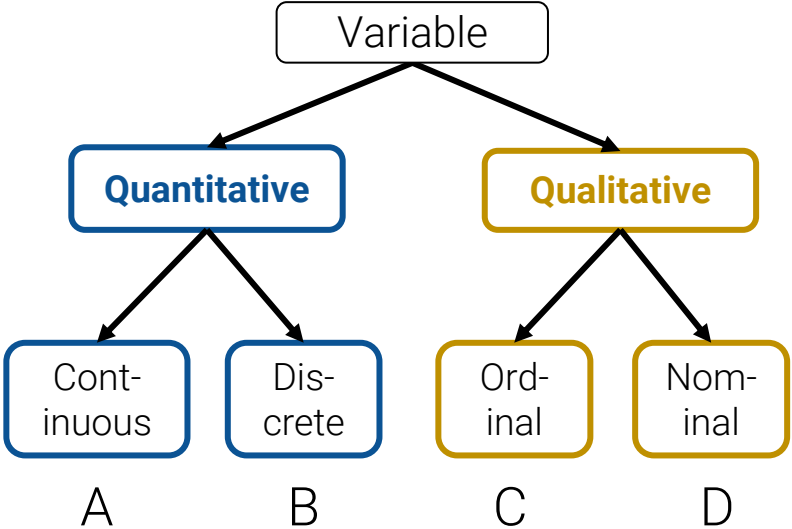 Variable
Quantitative
Qualitative
Cont-
inuous
Dis-
crete
Ord-
inal
Nom-
inal
A
B
C
D